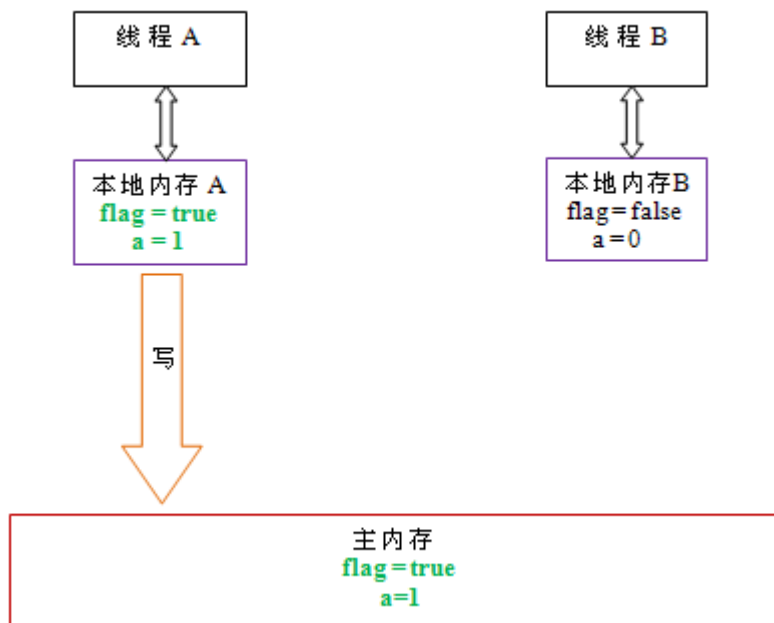 线程 A
线程 B
本地内存 A
flag = true
a = 1
本地内存B
flag=false
a=0
写
主内存
flag=true
a=1